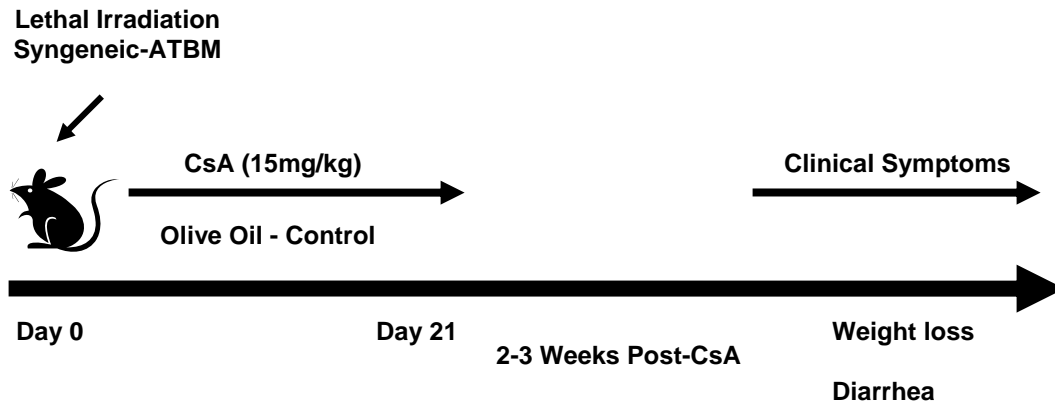 Lethal Irradiation
Syngeneic-ATBM
CsA (15mg/kg)
Olive Oil - Control
Clinical Symptoms
Day 0
Day 21
2-3 Weeks Post-CsA
Weight loss
Diarrhea